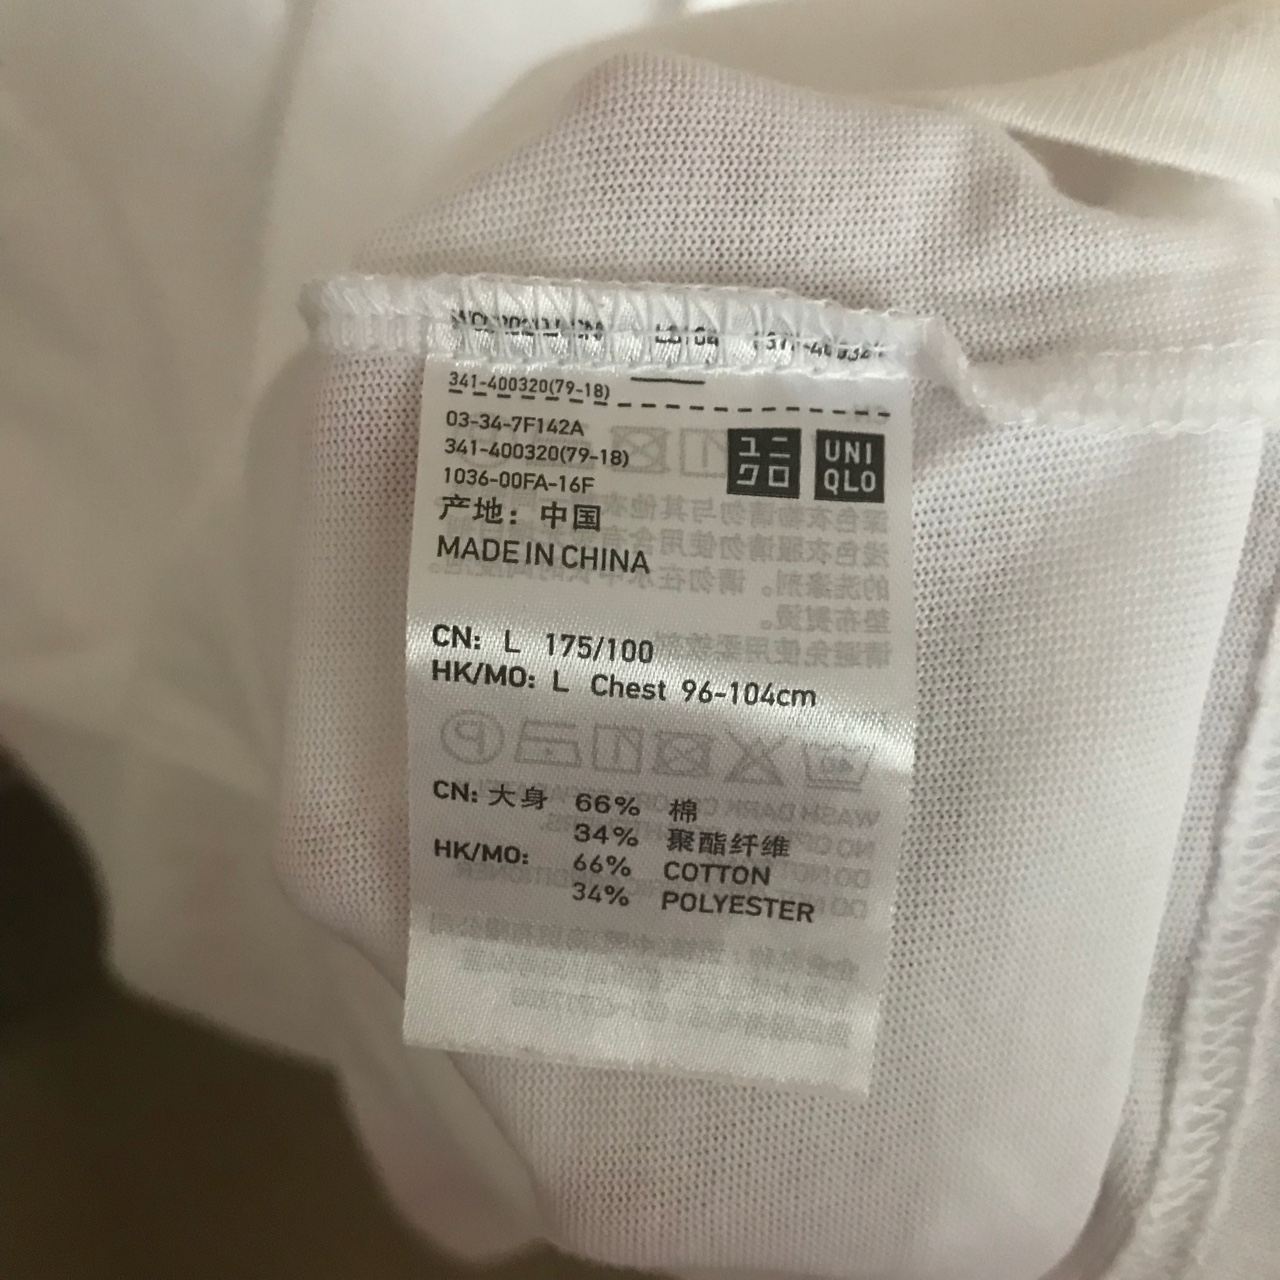 341-400320(79-18)
03-34-7F142A
341-400320(79-18)
1036-00FA-16F
ユニ
クロ
UNI
QLO
产地：中国
MADE IN CHINA
CN: L 175/100
HK/MO: L Chest 96-104cm
CN: 大身 66% 棉
34% 聚酯纤维
HK/MO: 66% COTTON
34% POLYESTER